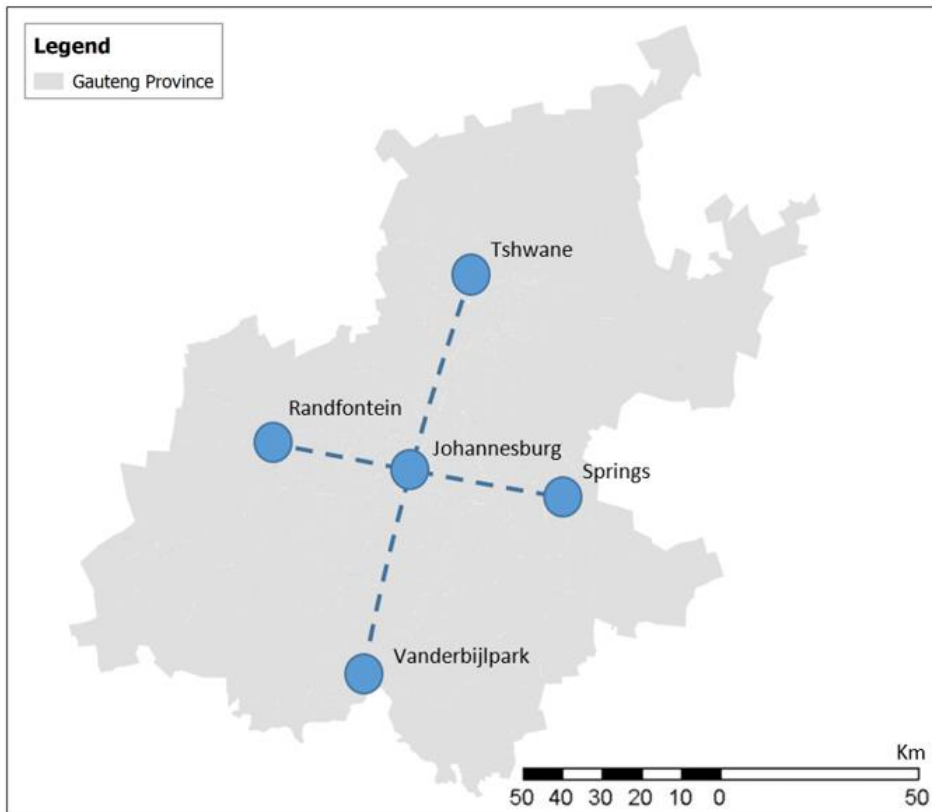 Legend
Gauteng Province
Tshwane
Randfontein
Johannesburg
Springs
Vanderbijlpark
Km
50 40 30 20 10 0 50